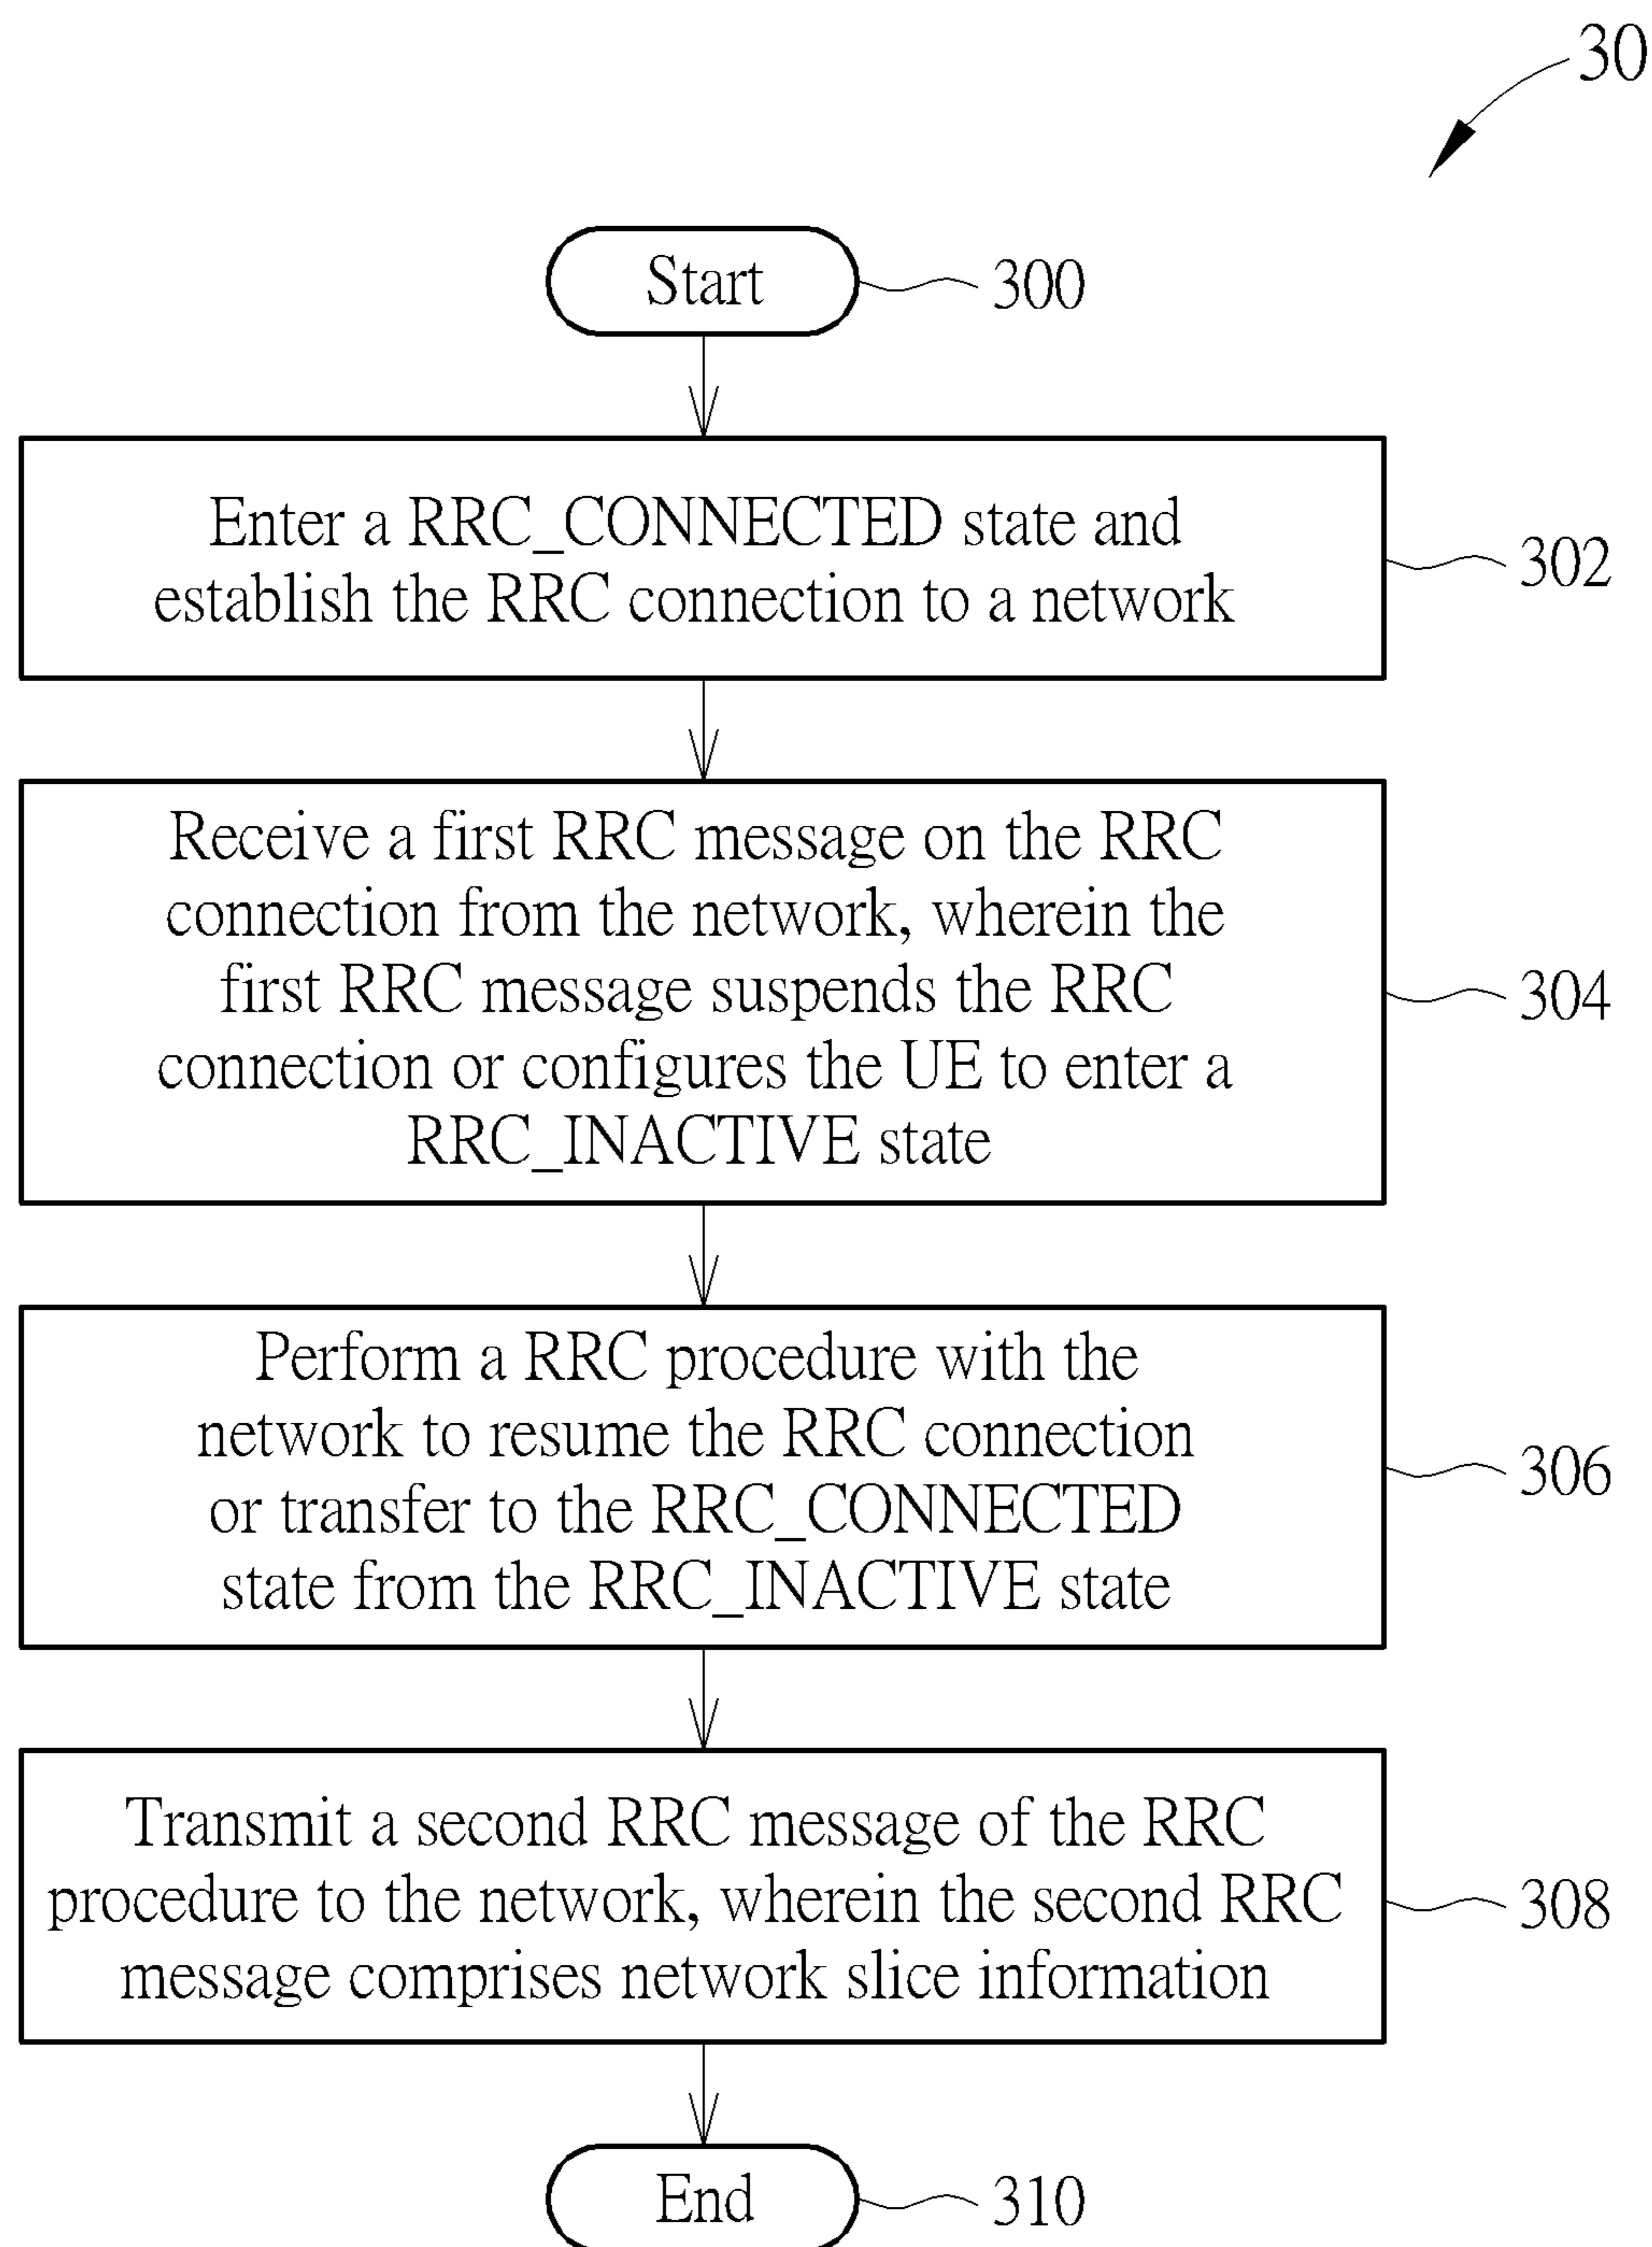 30
Start
300
Enter a RRC_CONNECTED state and
establish the RRC connection to a network
302
Receive a first RRC message on the RRC
connection from the network, wherein the
first RRC message suspends the RRC
connection or configures the UE to enter a
RRC_INACTIVE state
304
Perform a RRC procedure with the
network to resume the RRC connection
or transfer to the RRC_CONNECTED
state from the RRC_INACTIVE state
306
Transmit a second RRC message of the RRC
procedure to the network, wherein the second RRC
message comprises network slice information
308
End
310